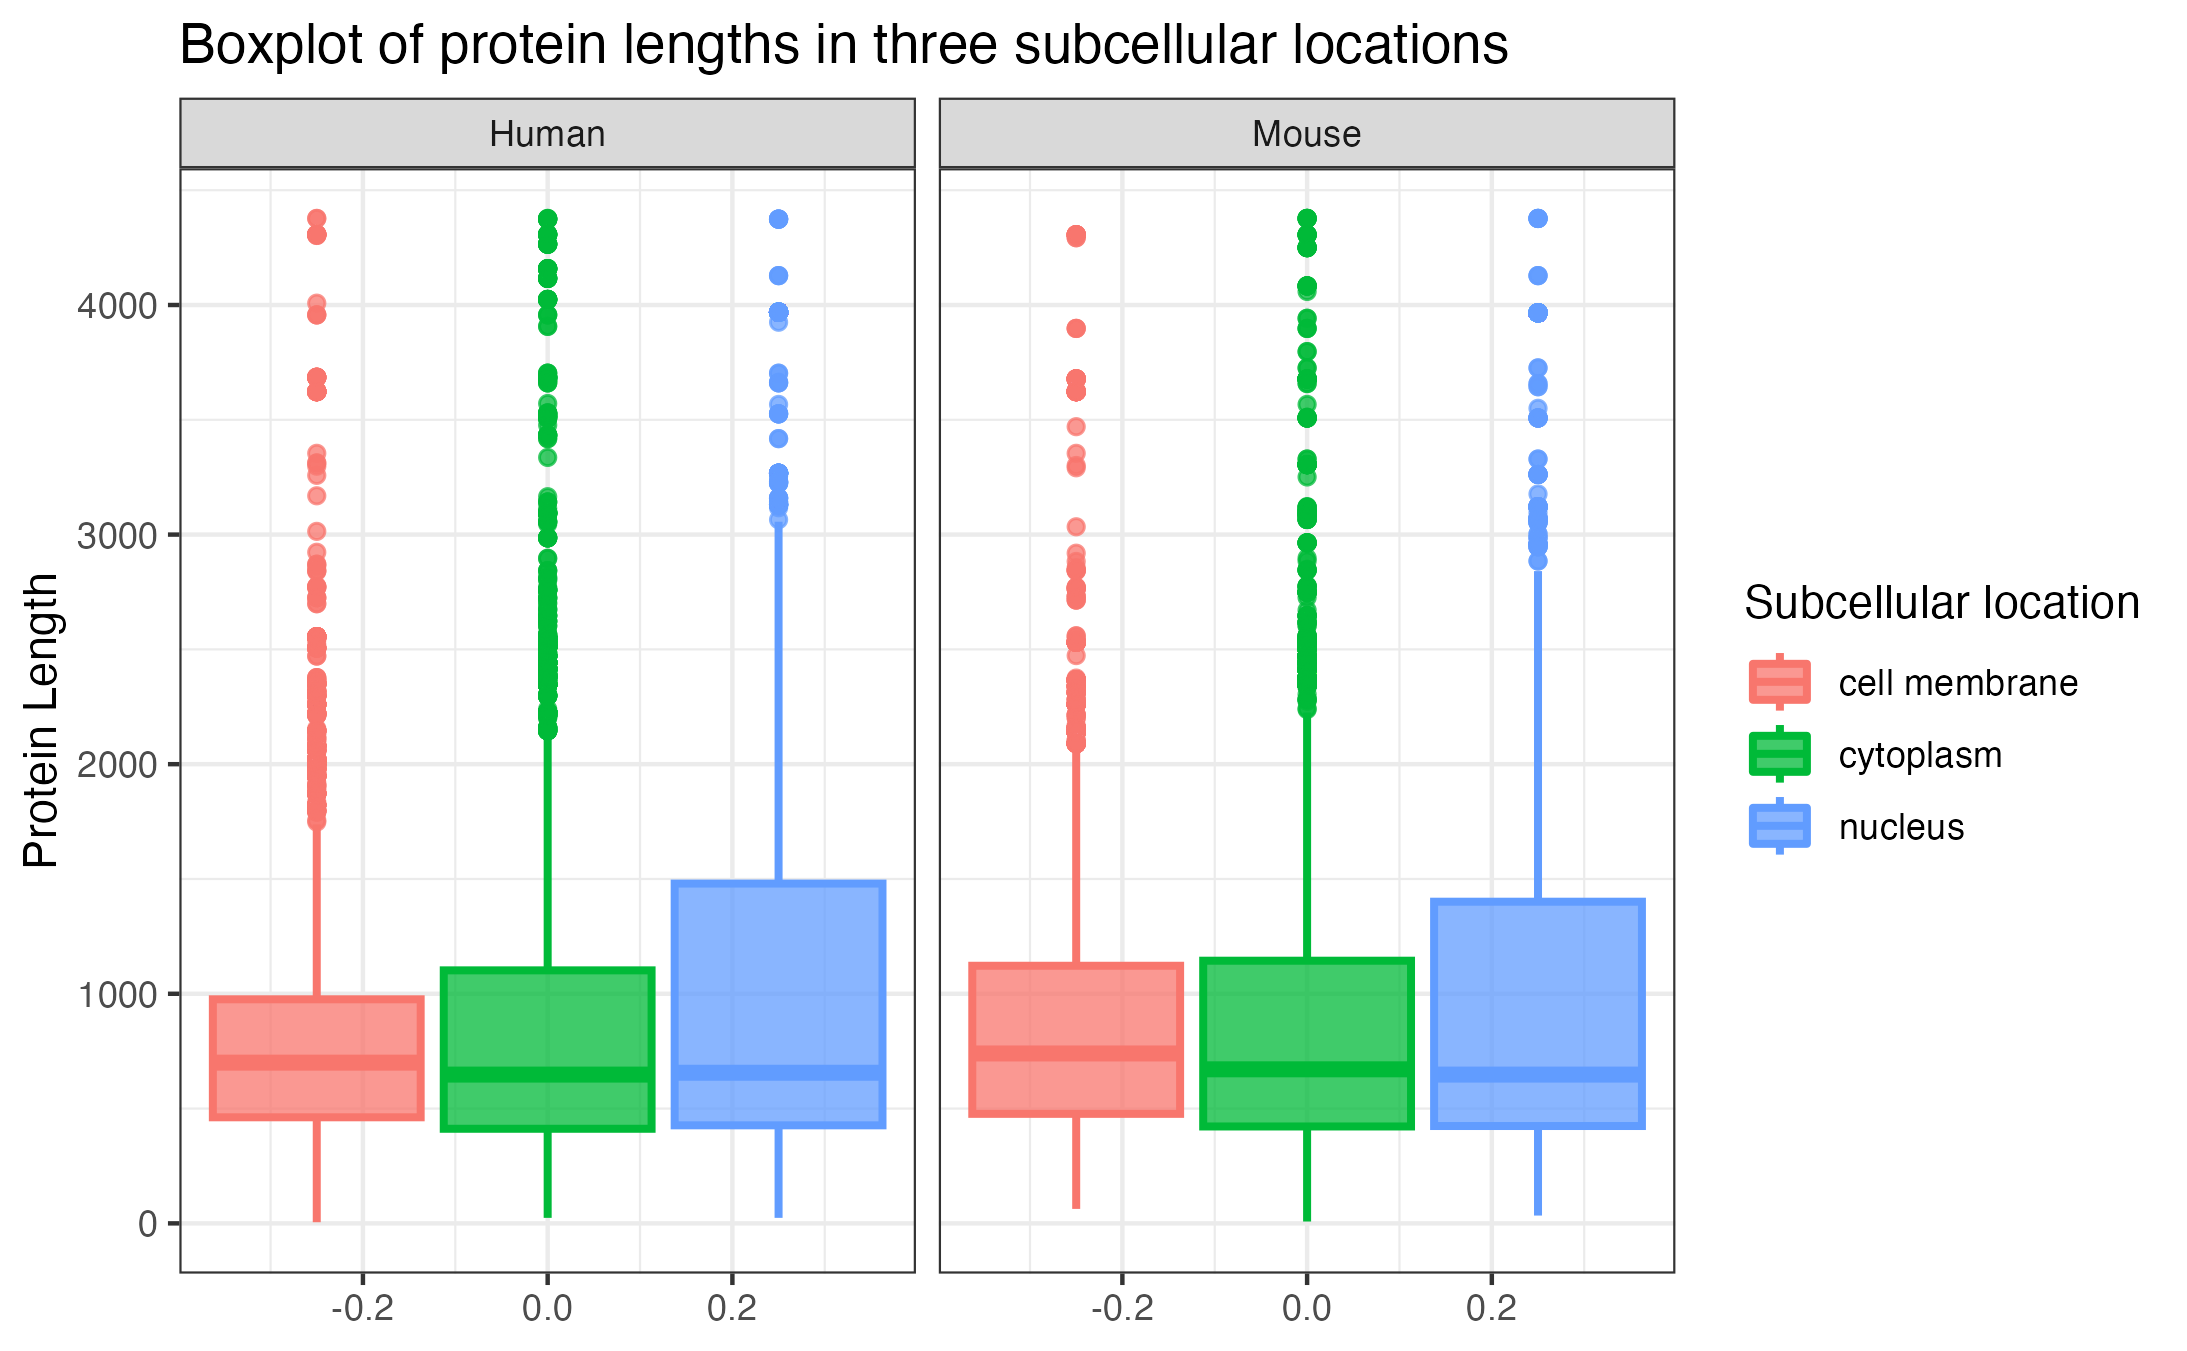 Boxplot of protein lengths in three subcellular locations
Human
Mouse
Protein Length
4000
3000
2000
1000
0
-0.2 0.0 0.2
-0.2 0.0 0.2
Subcellular location
cell membrane
cytoplasm
nucleus